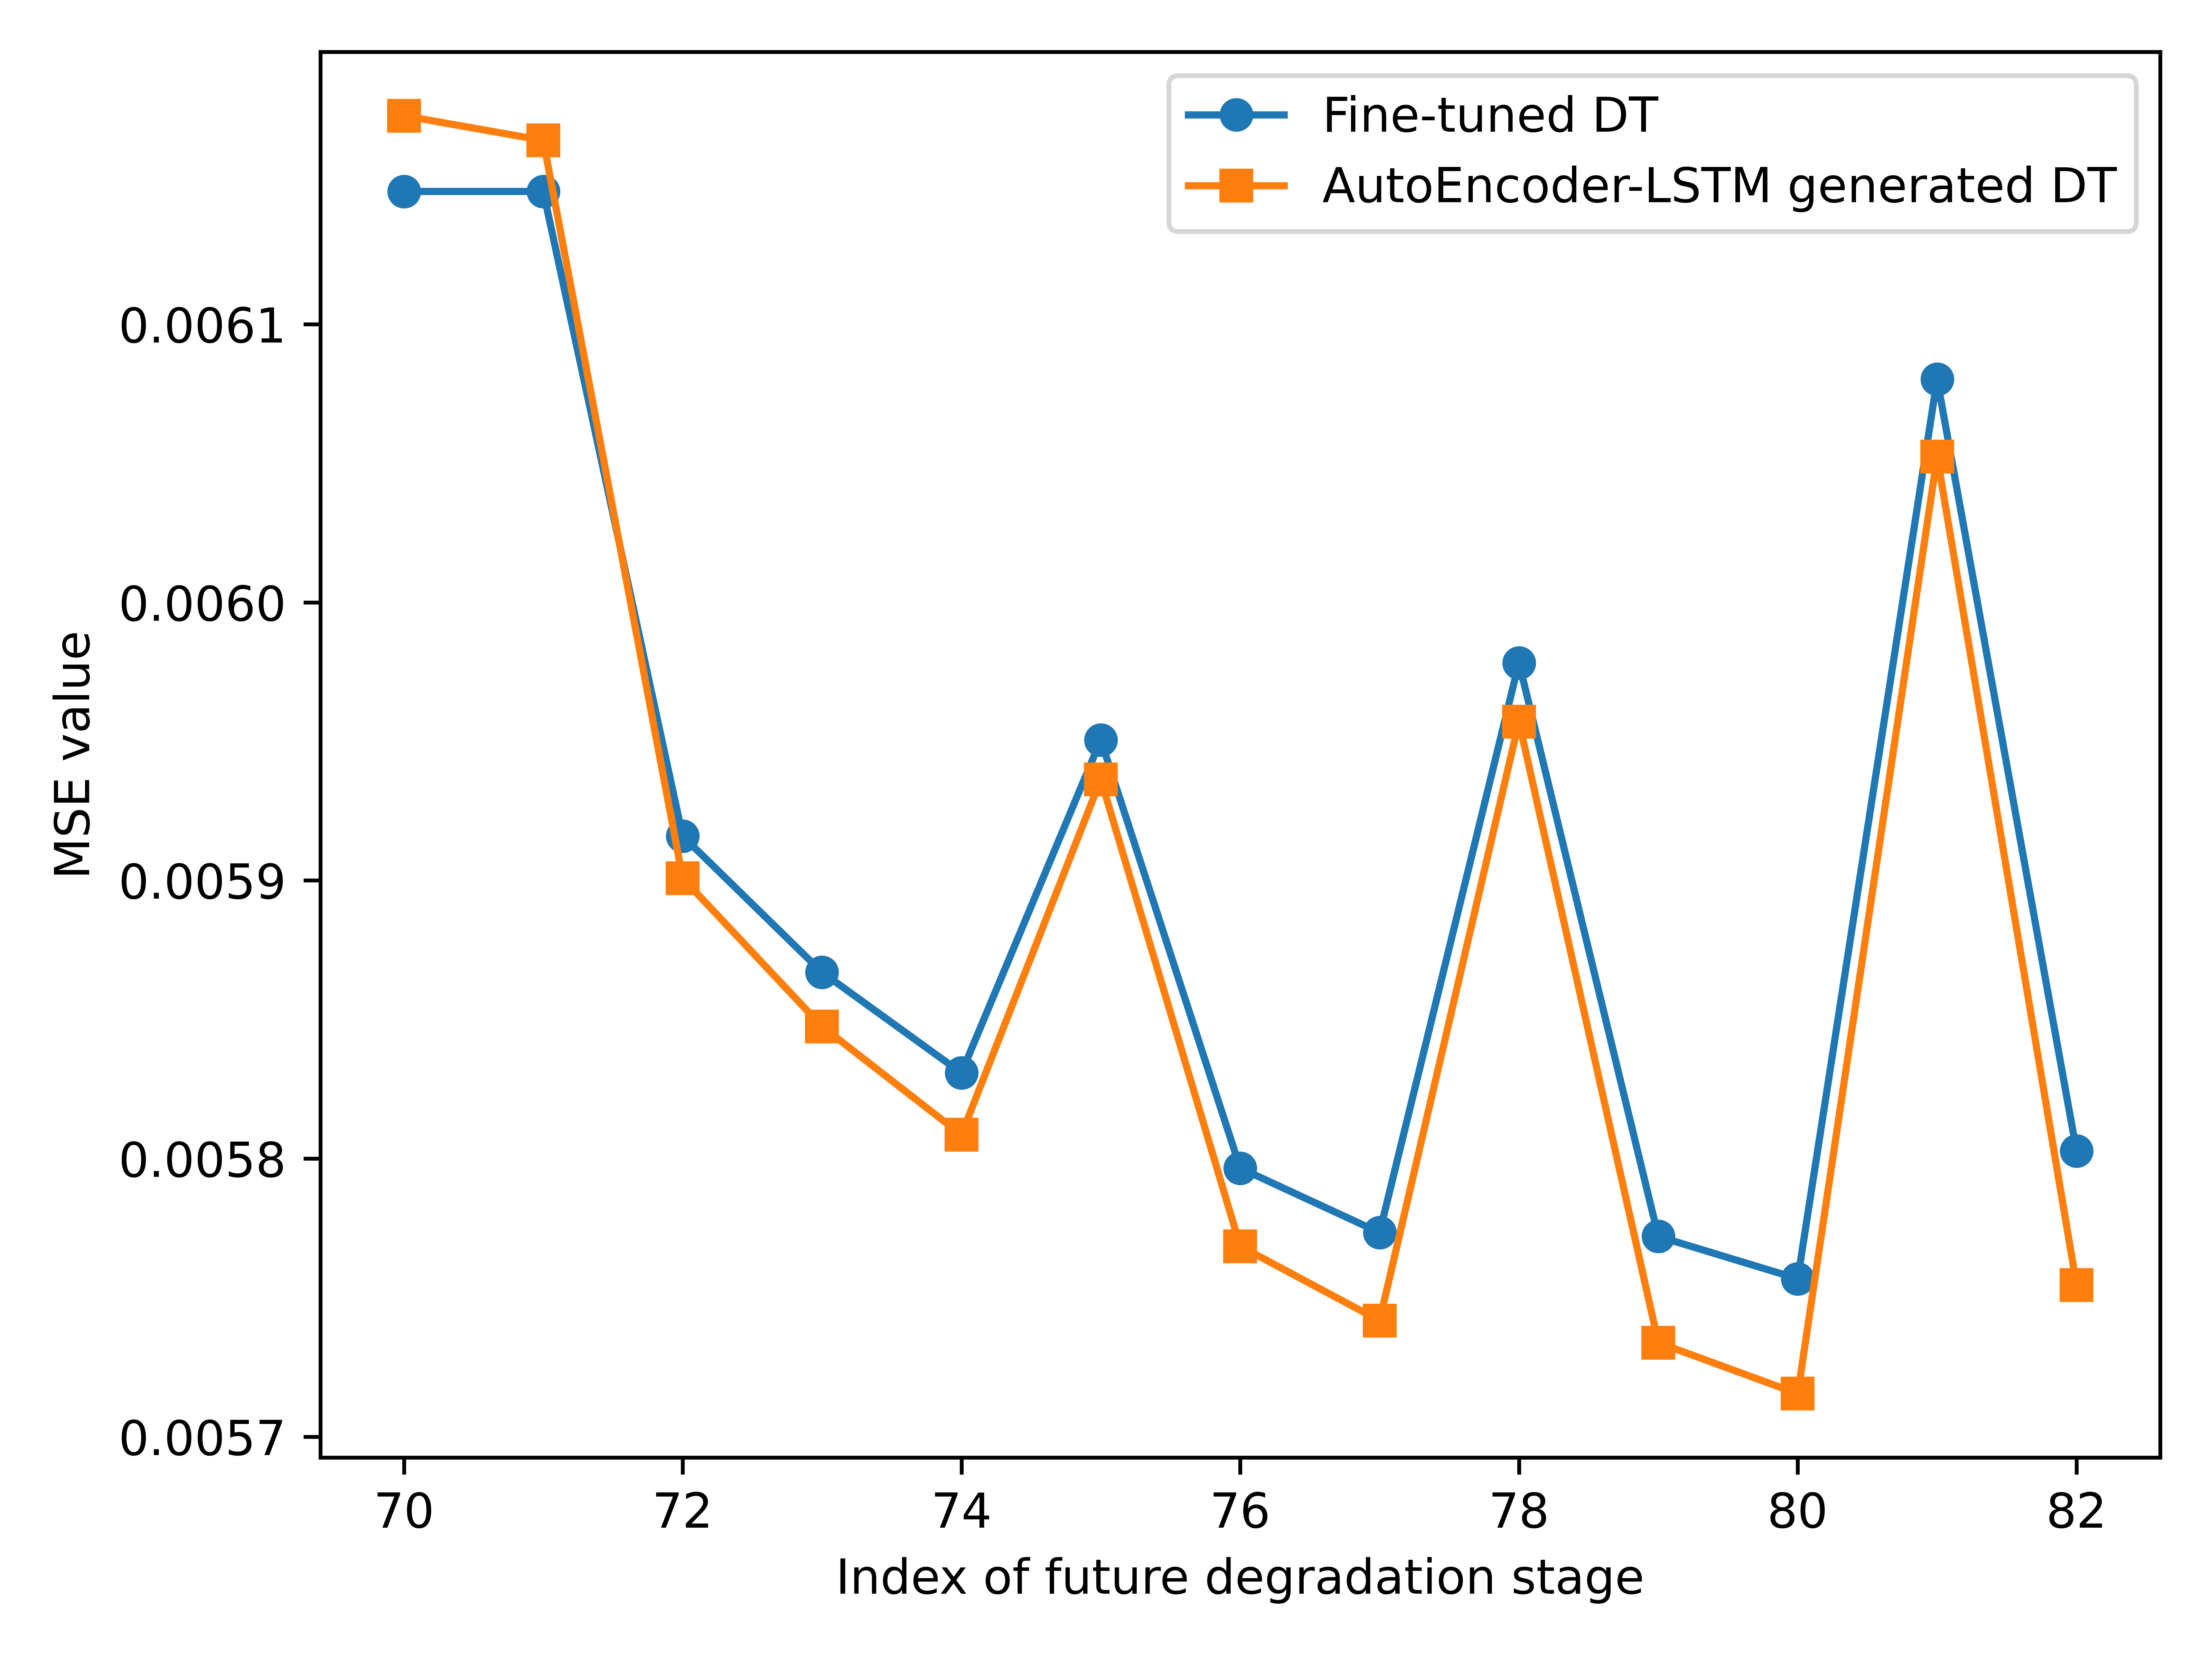 Fine-tuned DT
AutoEncoder-LSTM generated DT
MSE value
0.0061
0.0060
0.0059
0.0058
0.0057
70 72 74 76 78 80 82
Index of future degradation stage